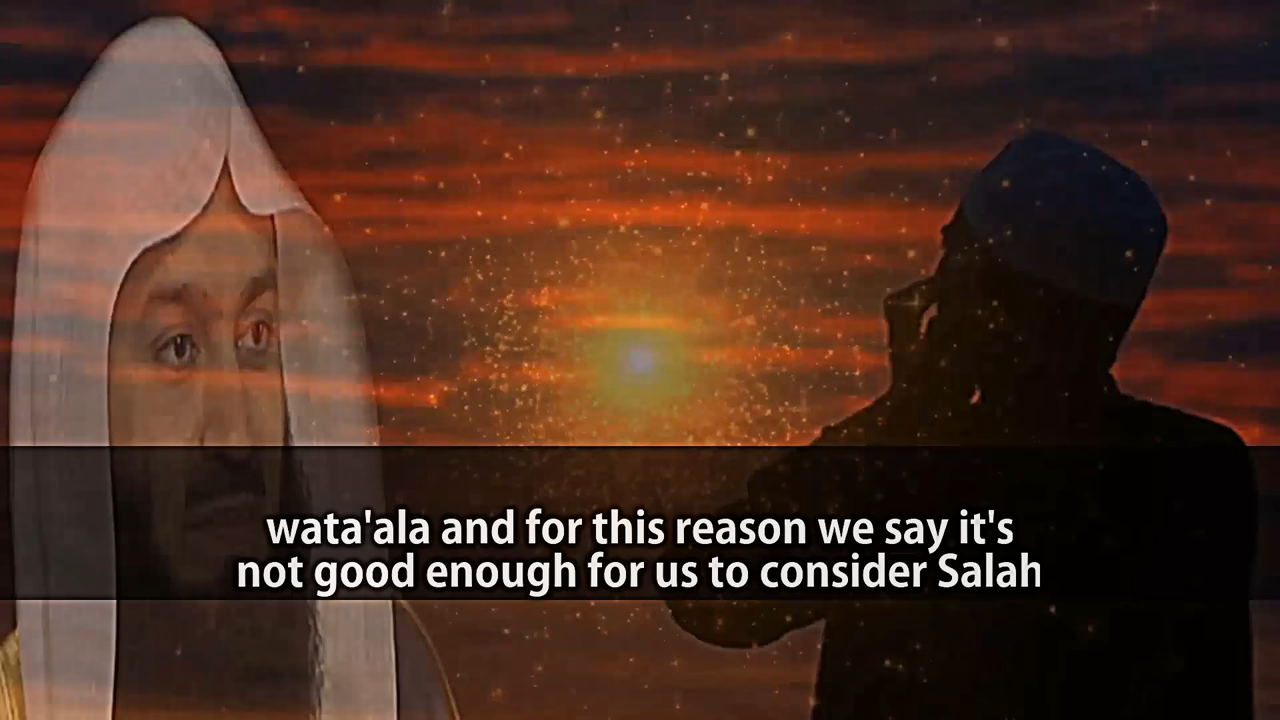 wata'ala and for this reason we say it's
not good enough for us to consider Salah